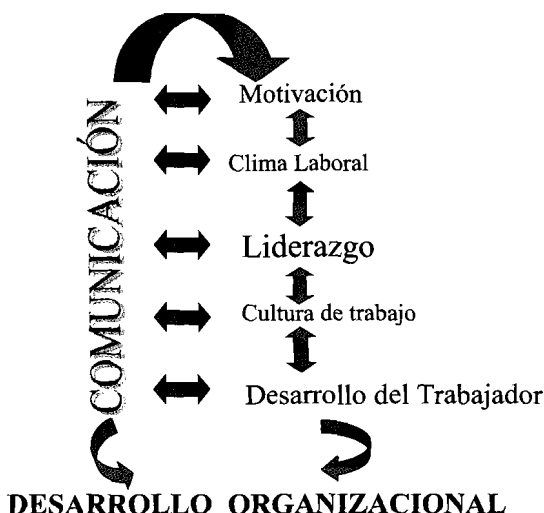 COMUNICACIÓN
Motivación
Clima Laboral
Liderazgo
Cultura de trabajo
Desarrollo del Trabajador
DESARROLLO ORGANIZACIONAL